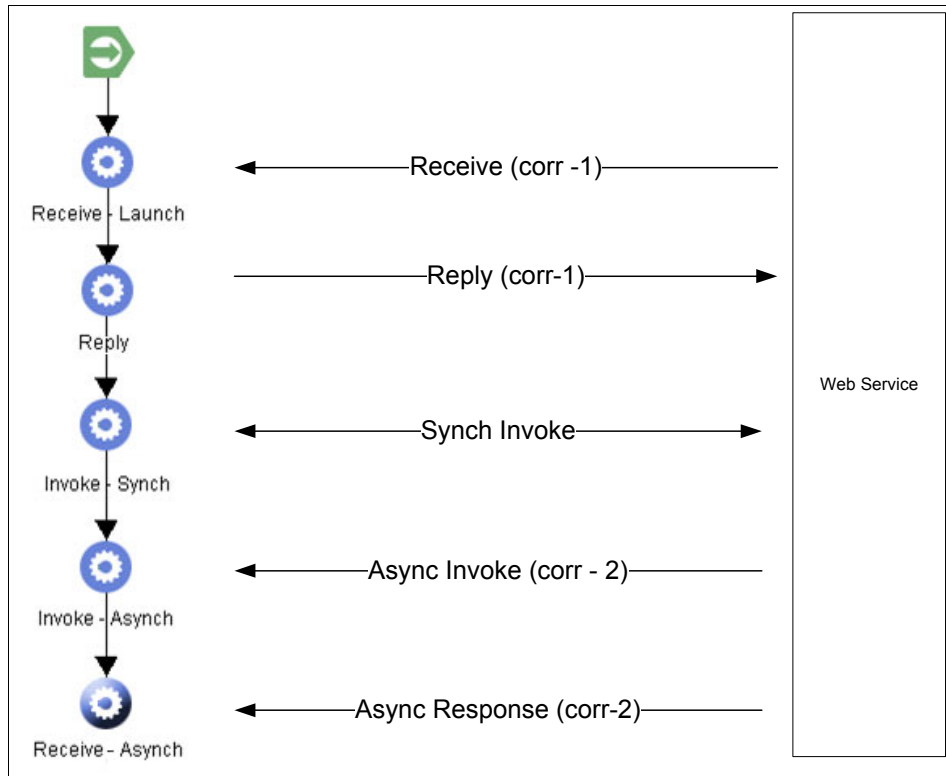 Receive - Launch
Receive (corr -1)
Reply
Reply (corr-1)
Web Service
Invoke - Synch
Synch Invoke
Invoke - Asynch
Async Invoke (corr - 2)
Receive - Asynch
Async Response (corr-2)